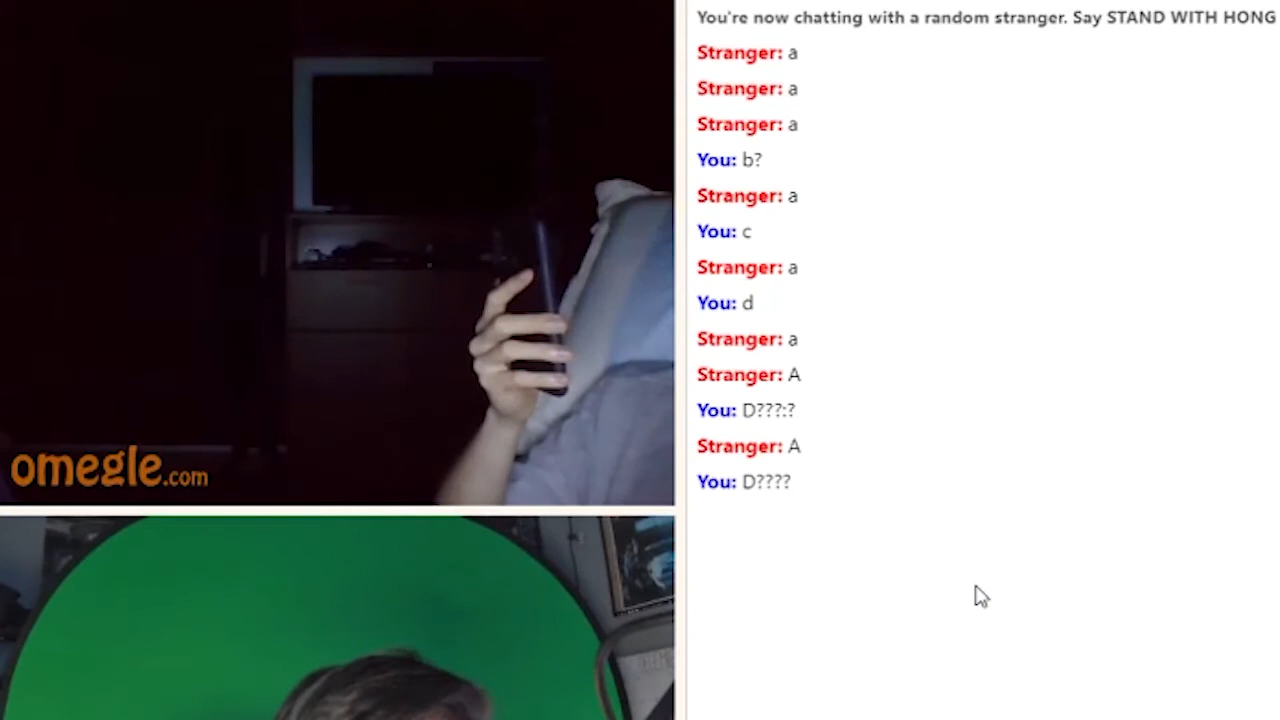 You're now chatting with a random stranger. Say STAND WITH HONG
Stranger: a
Stranger: a
Stranger: a
You: b?
Stranger: a
You: c
Stranger: a
You: d
Stranger: a
Stranger: A
You: D???:?
Stranger: A
You: D????
omegle.com